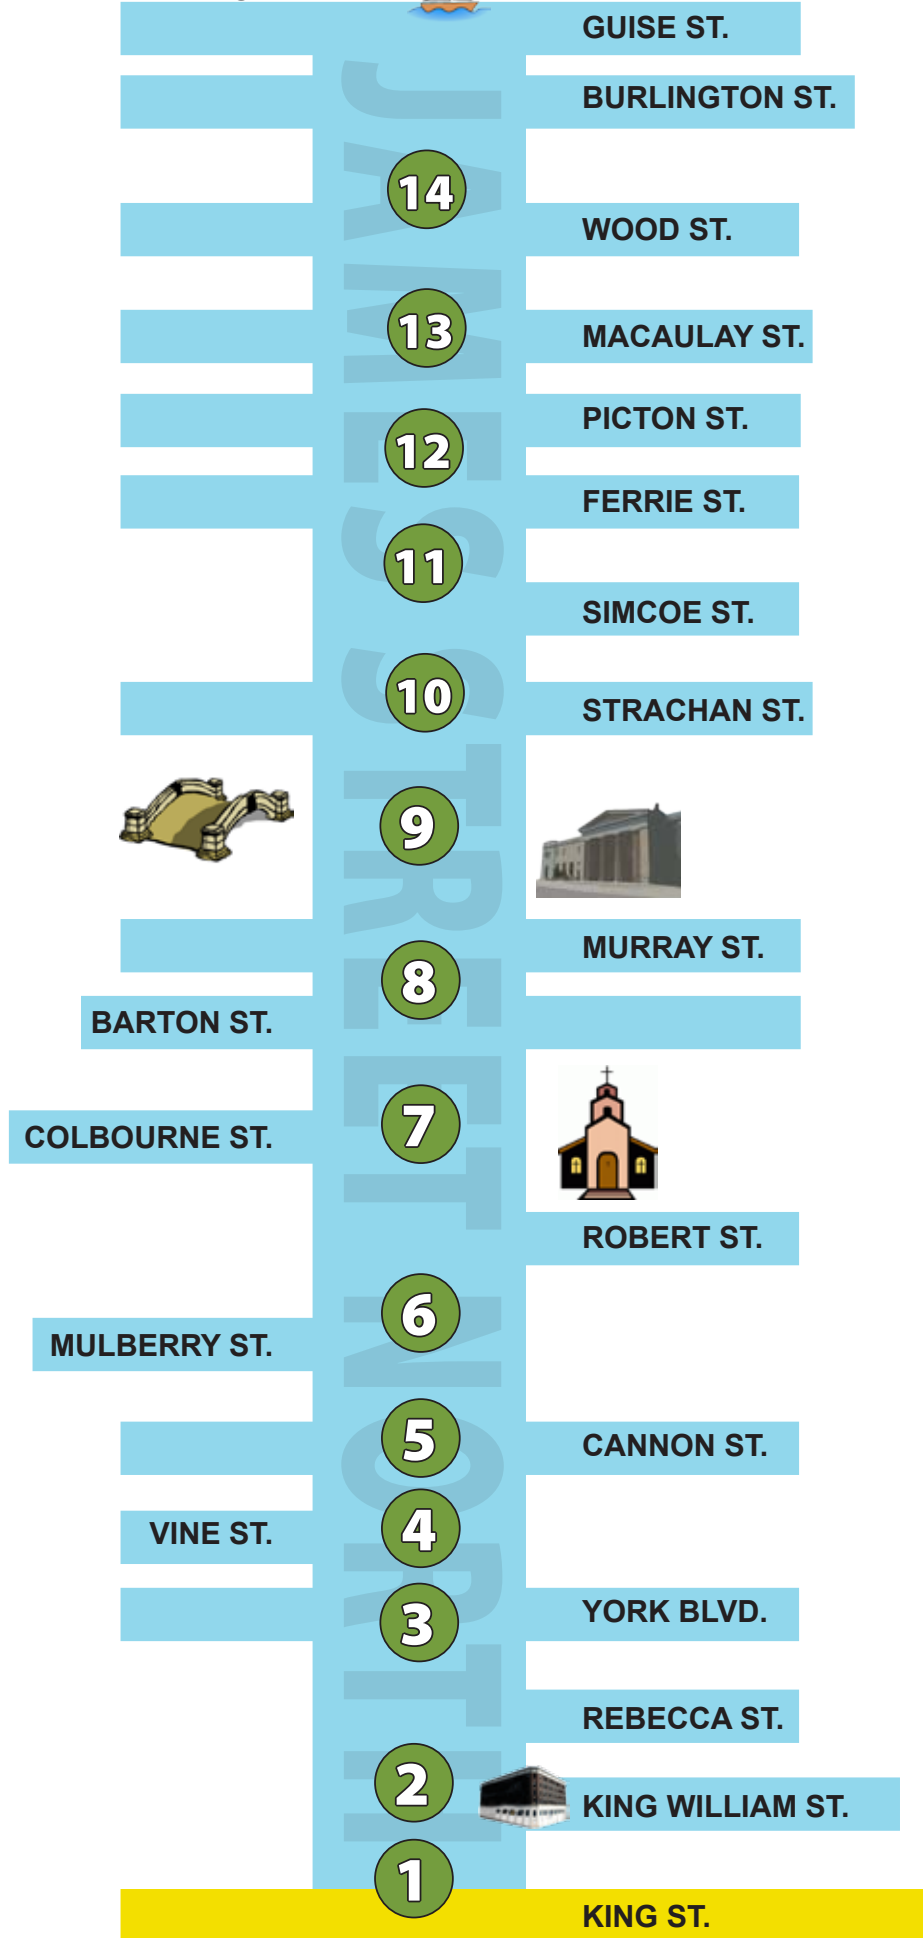 GUISE ST.
BURLINGTON ST.
14
WOOD ST.
13
MACAULAY ST.
PICTON ST.
12
FERRIE ST.
11
SIMCOE ST.
10
STRACHAN ST.
9
MURRAY ST.
8
BARTON ST.
7
COLBOURNE ST.
ROBERT ST.
6
MULBERRY ST.
5
CANNON ST.
4
VINE ST.
3
YORK BLVD.
REBECCA ST.
2
KING WILLIAM ST.
1
KING ST.
JAMES STREET NORTH